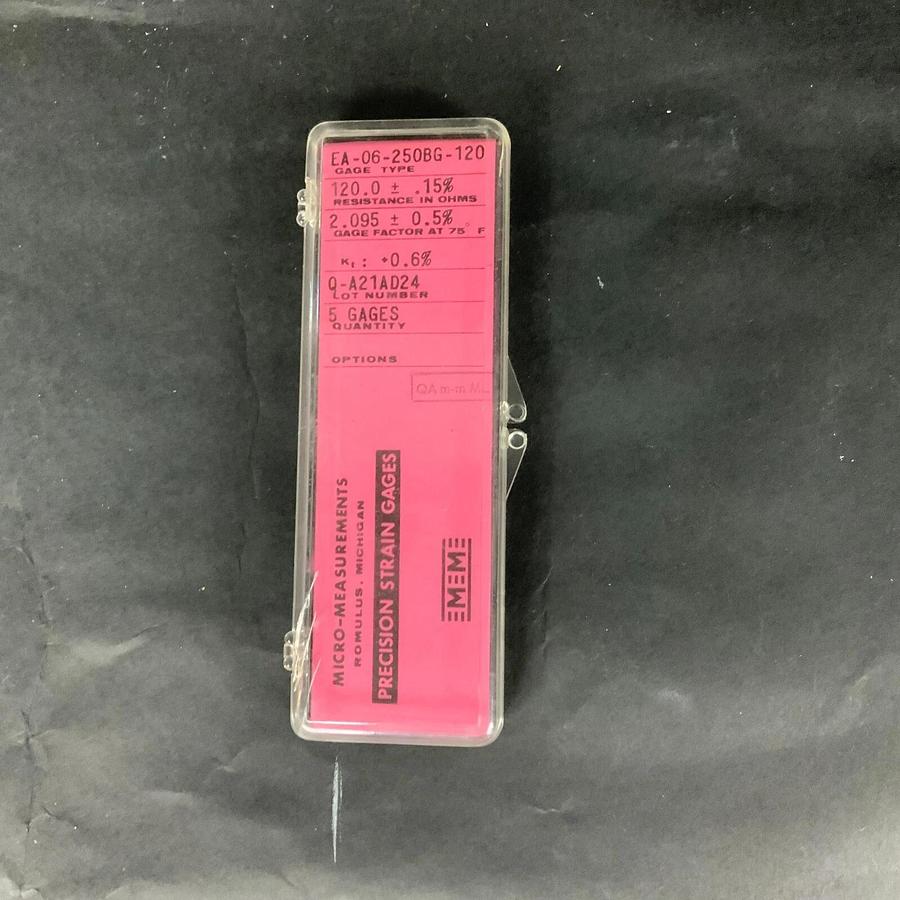 EA-06-250BG-120
GAGE TYPE
120.0 ± .15%
RESISTANCE IN OHMS
2.095 ± 0.5%
GAGE FACTOR AT 75° F
Kt: +0.6%
Q-A21AD24
LOT NUMBER
5 GAGES
QUANTITY
OPTIONS
QA m-m
MICRO-MEASUREMENTS
ROMULUS, MICHIGAN
PRECISION STRAIN GAGES
M M